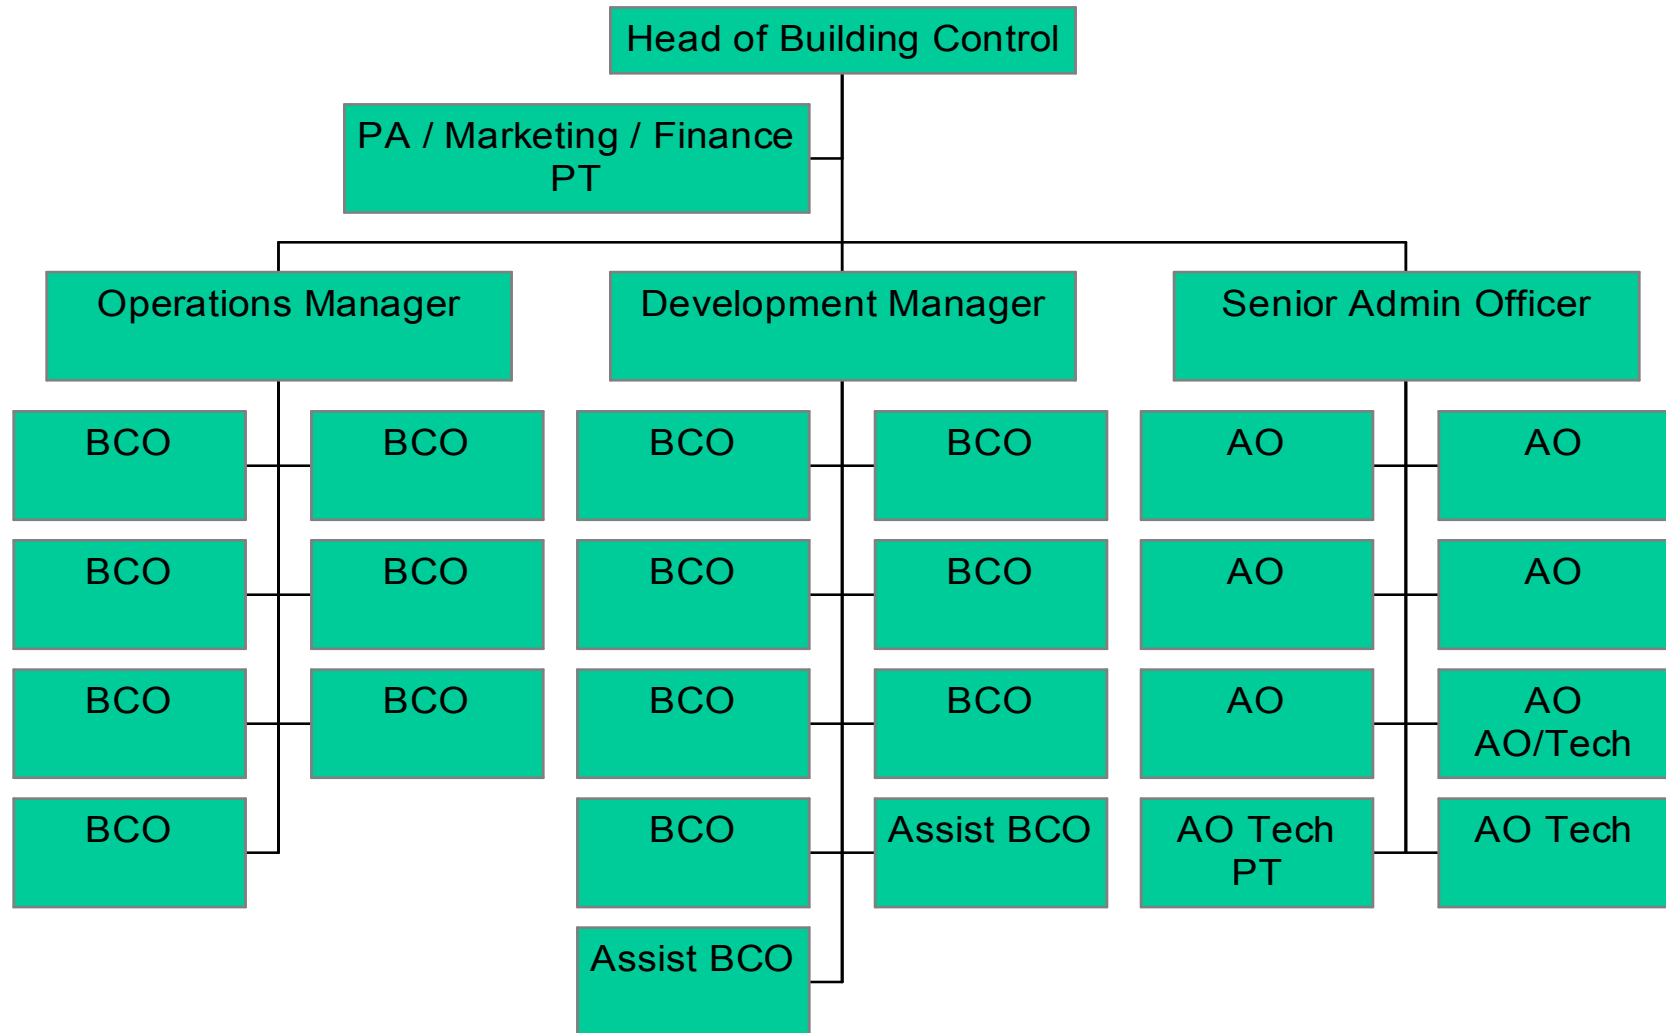 Head of Building Control
PA / Marketing / Finance
PT
Operations Manager
Development Manager
Senior Admin Officer
BCO
BCO
BCO
BCO
AO
AO
BCO
BCO
BCO
BCO
AO
AO
BCO
BCO
BCO
BCO
AO
AO
AO/Tech
BCO
BCO
Assist BCO
AO Tech
PT
AO Tech
Assist BCO